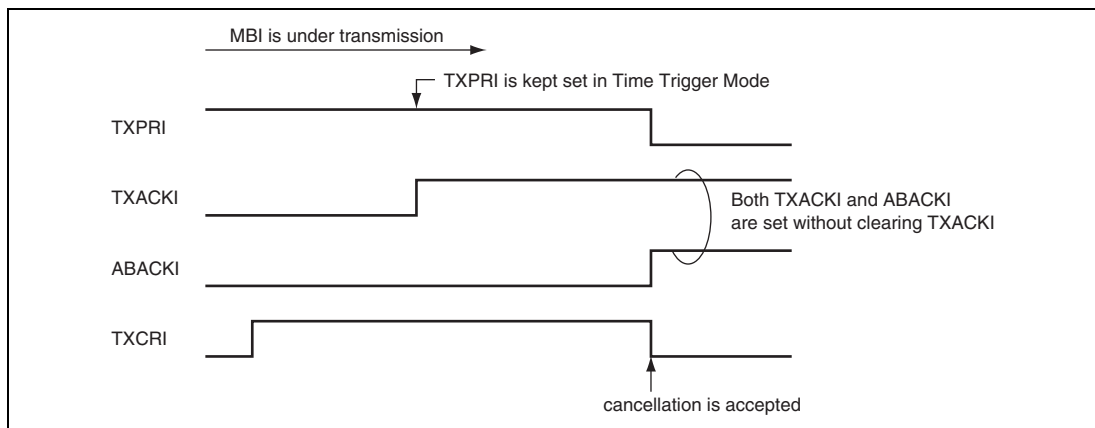 MBI is under transmission
TXPRI is kept set in Time Trigger Mode
TXPRI
TXACKI
Both TXACKI and ABACKI
are set without clearing TXACKI
ABACKI
TXCRI
cancellation is accepted